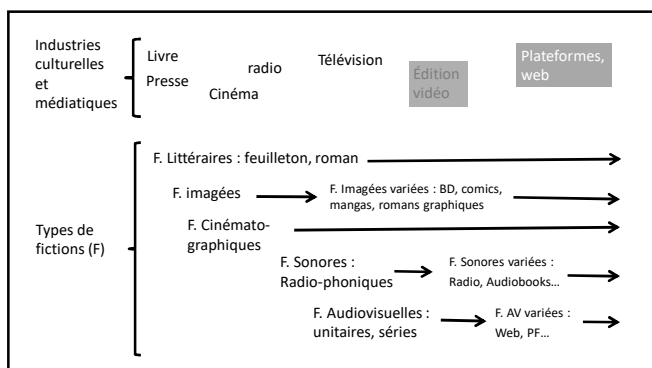 Industries
culturelles
et
médiatiques
Livre
Presse
radio
Cinéma
Télévision
Édition
vidéo
Plateformes,
web
Types de
fictions (F)
F. Littéraires : feuilleton, roman
F. imagées
F. Imagées variées : BD, comics,
mangas, romans graphiques
F. Cinémato-
graphiques
F. Sonores :
Radio-phoniques
F. Sonores variées :
Radio, Audiobooks…
F. Audiovisuelles :
unitaires, séries
F. AV variées :
Web, PF…